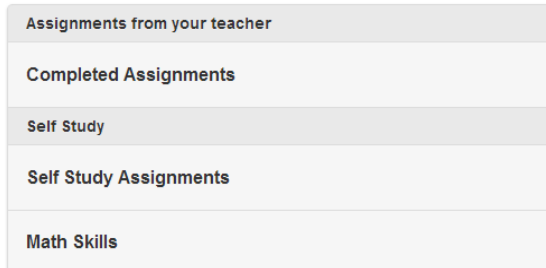 Assignments from your teacher
Completed Assignments
Self Study
Self Study Assignments
Math Skills